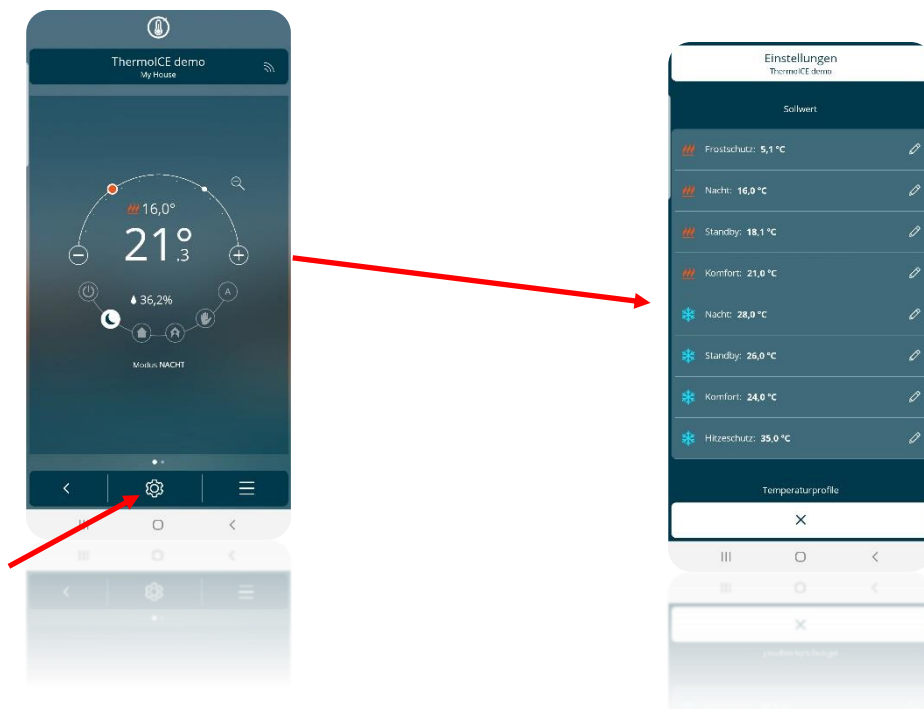 ThermoICE demo
My House
16,0°
21°.3
36,2%
A
Modus NACHT
Einstellungen
ThermoICE demo
Sollwert
Frostschutz: 5,1 °C
Nacht: 16,0 °C
Standby: 18,1 °C
Komfort: 21,0 °C
Nacht: 28,0 °C
Standby: 26,0 °C
Komfort: 24,0 °C
Hitzeschutz: 35,0 °C
Temperaturprofile